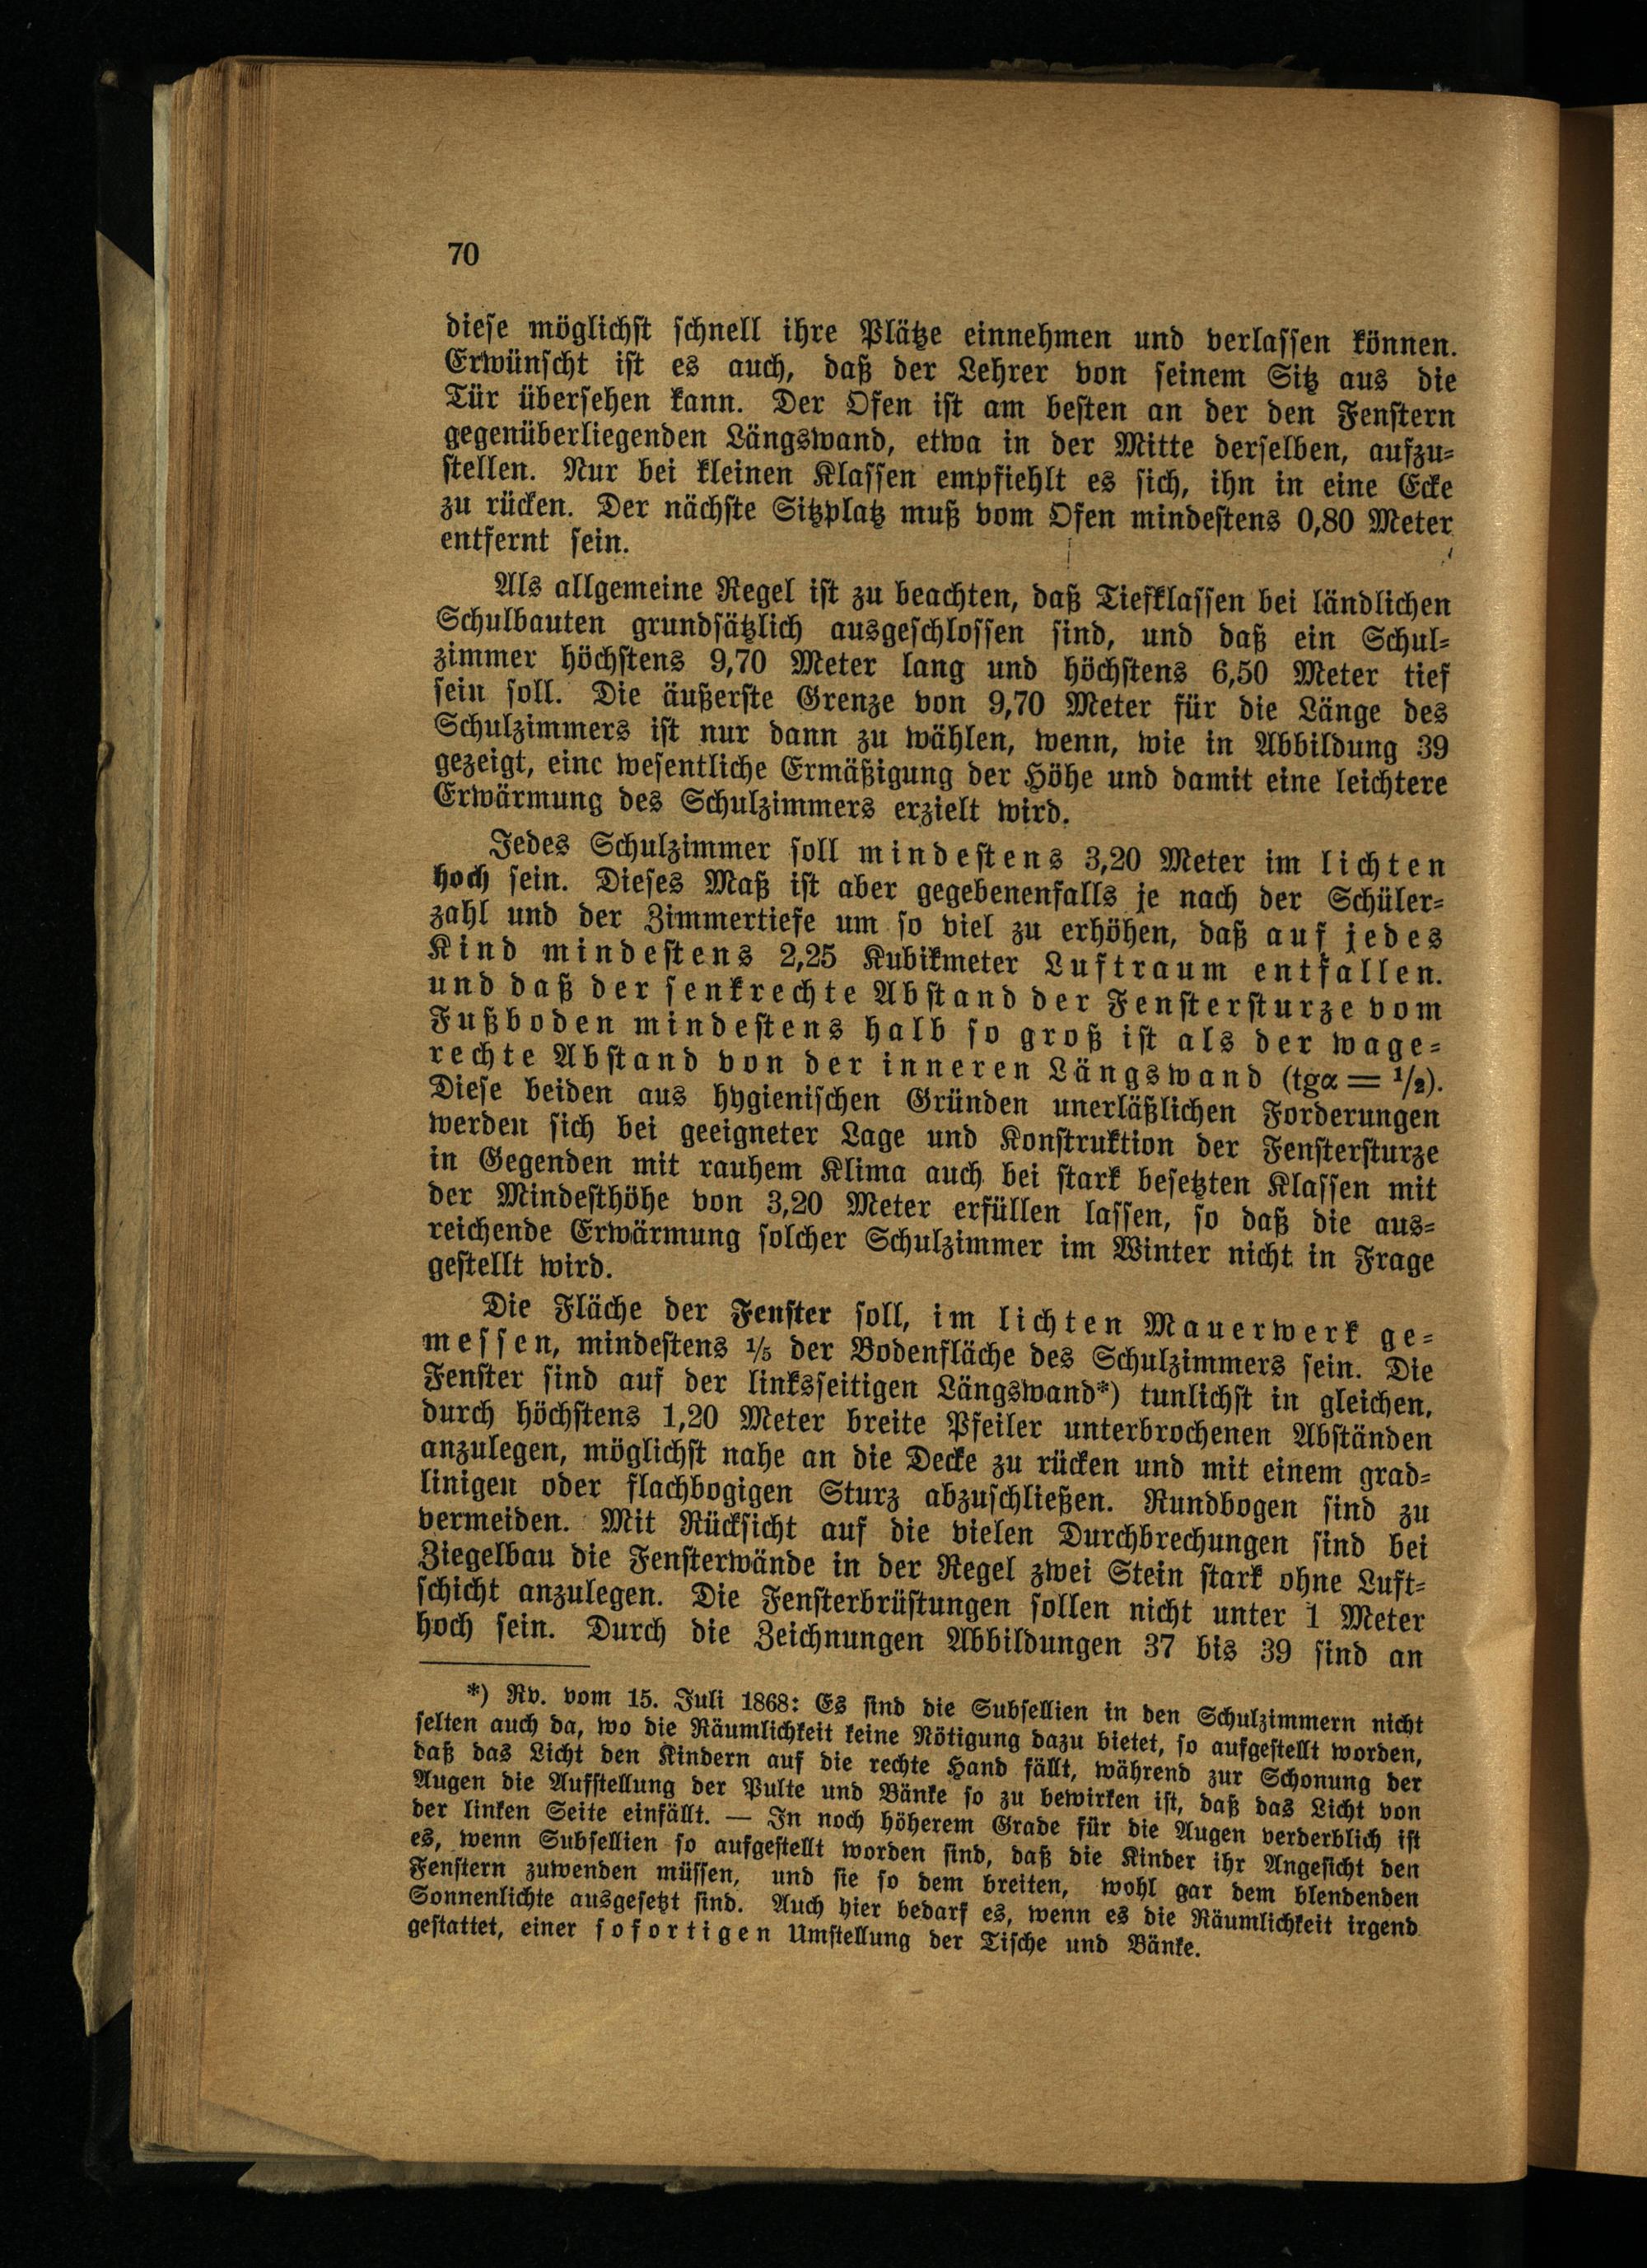 70
diese möglichst schnell ihre Plätze einnehmen und verlassen können.
Erwünscht ist es auch, daß der Lehrer von seinem Sitz aus die
Tür übersehen kann. Der Ofen ist am besten an der den Fenstern
gegenüberliegenden Längswand, etwa in der Mitte derselben, aufzu-
stellen. Nur bei kleinen Klassen empfiehlt es sich, ihn in eine Ecke
zu rücken. Der nächste Sitzplatz muß vom Ofen mindestens 0,80 Meter
entfernt sein.
Als allgemeine Regel ist zu beachten, daß Tiefklassen bei ländlichen
Schulbauten grundsätzlich ausgeschlossen sind, und daß ein Schul-
zimmer höchstens 9,70 Meter lang und höchstens 6,50 Meter tief
sein soll. Die äußerste Grenze von 9,70 Meter für die Länge des
Schulzimmers ist nur dann zu wählen, wenn, wie in Abbildung 39
gezeigt, eine wesentliche Ermäßigung der Höhe und damit eine leichtere
Erwärmung des Schulzimmers erzielt wird.
Jedes Schulzimmer soll mindestens 3,20 Meter im lichten
hoch sein. Dieses Maß ist aber gegebenenfalls je nach der Schüler-
zahl und der Zimmertiefe um so viel zu erhöhen, daß auf jedes
Kind mindestens 2,25 Kubikmeter Luftraum entfallen.
und daß der senkrechte Abstand der Fenstersturze vom
Fußboden mindestens halb so groß ist als der wage-
rechte Abstand von der inneren Längswand (tgα = 1/2).
Diese beiden aus hygienischen Gründen unerläßlichen Forderungen
werden sich bei geeigneter Lage und Konstruktion der Fenstersturze
in Gegenden mit rauhem Klima auch bei stark besetzten Klassen mit
der Mindesthöhe von 3,20 Meter erfüllen lassen, so daß die aus-
reichende Erwärmung solcher Schulzimmer im Winter nicht in Frage
gestellt wird.
Die Fläche der Fenster soll, im lichten Mauerwerk ge-
messen, mindestens 1/5 der Bodenfläche des Schulzimmers sein. Die
Fenster sind auf der linksseitigen Längswand*) tunlichst in gleichen,
durch höchstens 1,20 Meter breite Pfeiler unterbrochenen Abständen
anzulegen, möglichst nahe an die Decke zu rücken und mit einem grad-
linigen oder flachbogigen Sturz abzuschließen. Rundbogen sind zu
vermeiden. Mit Rücksicht auf die vielen Durchbrechungen sind bei
Ziegelbau die Fensterwände in der Regel zwei Stein stark ohne Luft-
schicht anzulegen. Die Fensterbrüstungen sollen nicht unter 1 Meter
hoch sein. Durch die Zeichnungen Abbildungen 37 bis 39 sind an
*) Rv. vom 15. Juli 1868: Es sind die Subsellien in den Schulzimmern nicht
selten auch da, wo die Räumlichkeit keine Nötigung dazu bietet, so aufgestellt worden,
daß das Licht den Kindern auf die rechte Hand fällt, während zur Schonung der
Augen die Aufstellung der Pulte und Bänke so zu bewirken ist, daß das Licht von
der linken Seite einfällt. — In noch höherem Grade für die Augen verderblich ist
es, wenn Subsellien so aufgestellt worden sind, daß die Kinder ihr Angesicht den
Fenstern zuwenden müssen, und sie so dem breiten, wohl gar dem blendenden
Sonnenlichte ausgesetzt sind. Auch hier bedarf es, wenn es die Räumlichkeit irgend
gestattet, einer sofortigen Umstellung der Tische und Bänke.